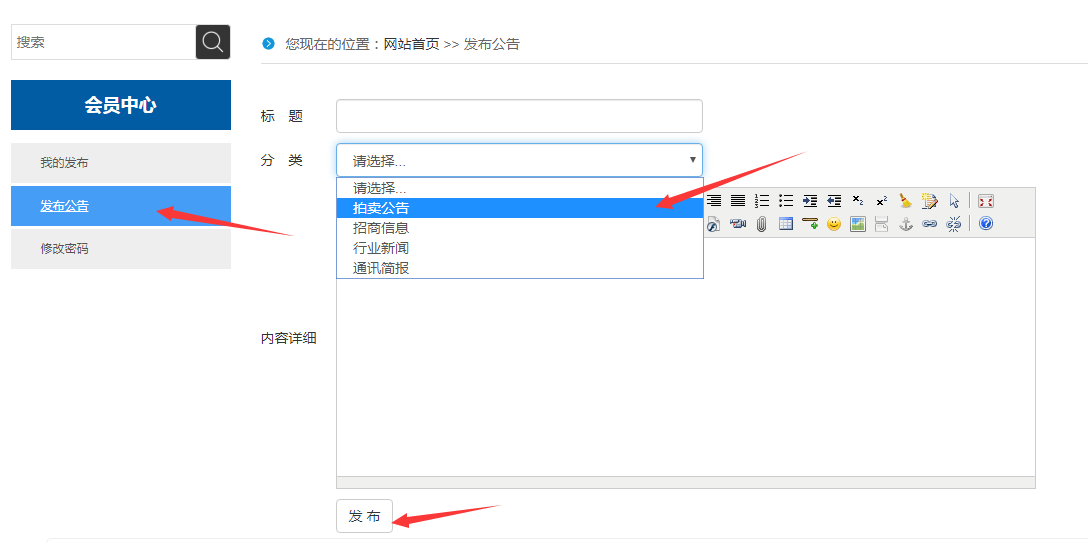 搜索
会员中心
我的发布
发布公告
修改密码
您现在的位置：网站首页 >> 发布公告
标 题
分 类
请选择...
请选择...
拍卖公告
招商信息
行业新闻
通讯简报
内容详细
发 布